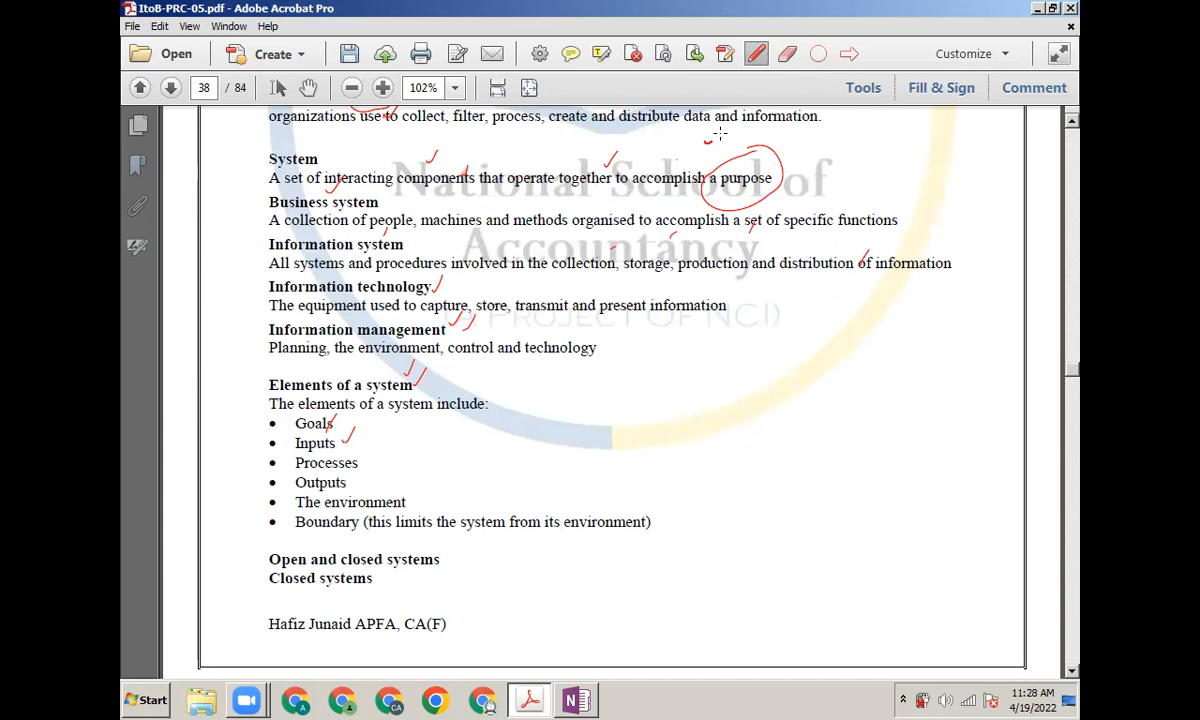 ItoB-PRC-05.pdf - Adobe Acrobat Pro
File Edit View Window Help
Open Create Customize
38 / 84 102% Tools Fill & Sign Comment
organizations use to collect, filter, process, create and distribute data and information.
System
A set of interacting components that operate together to accomplish a purpose
Business system
A collection of people, machines and methods organised to accomplish a set of specific functions
Information system
All systems and procedures involved in the collection, storage, production and distribution of information
Information technology
The equipment used to capture, store, transmit and present information
Information management
Planning, the environment, control and technology
Elements of a system
The elements of a system include:
• Goals
• Inputs
• Processes
• Outputs
• The environment
• Boundary (this limits the system from its environment)
Open and closed systems
Closed systems
Hafiz Junaid APFA, CA(F)
National School of
Accountancy
(A PROJECT OF NCI)
Start
11:28 AM
4/19/2022